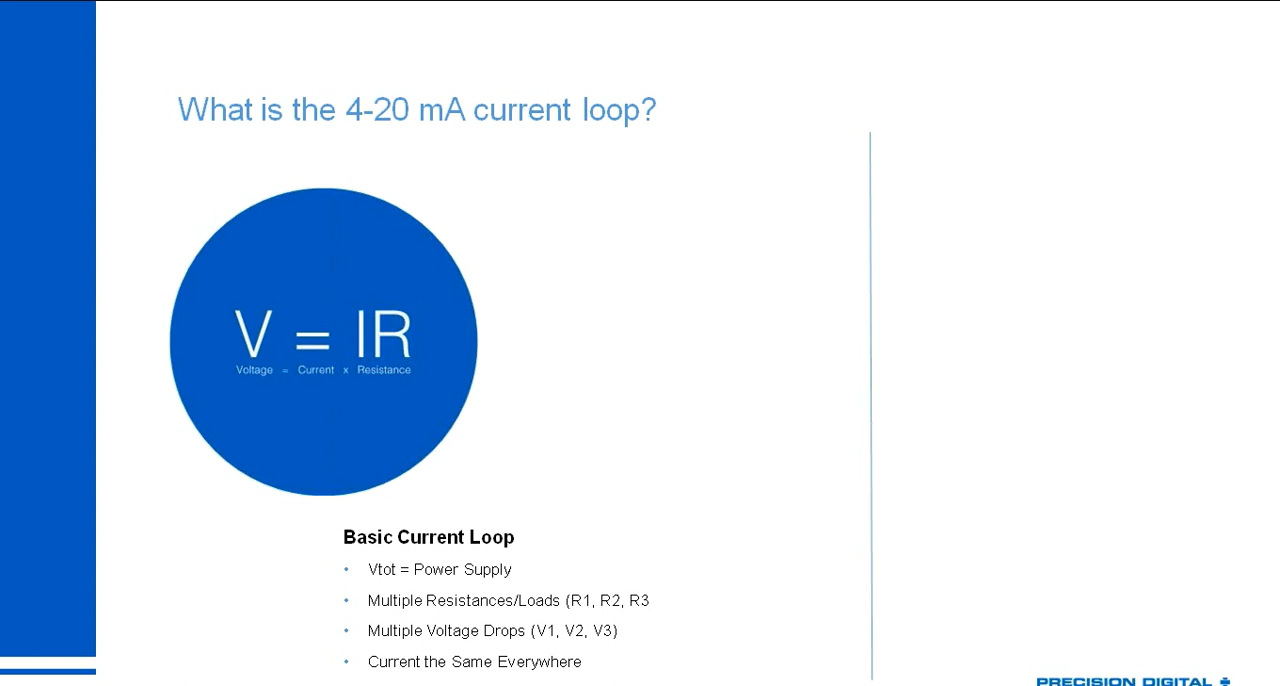 What is the 4-20 mA current loop?
V = IR
Voltage = Current x Resistance
Basic Current Loop
• Vtot = Power Supply
• Multiple Resistances/Loads (R1, R2, R3
• Multiple Voltage Drops (V1, V2, V3)
• Current the Same Everywhere
PRECISION DIGITAL